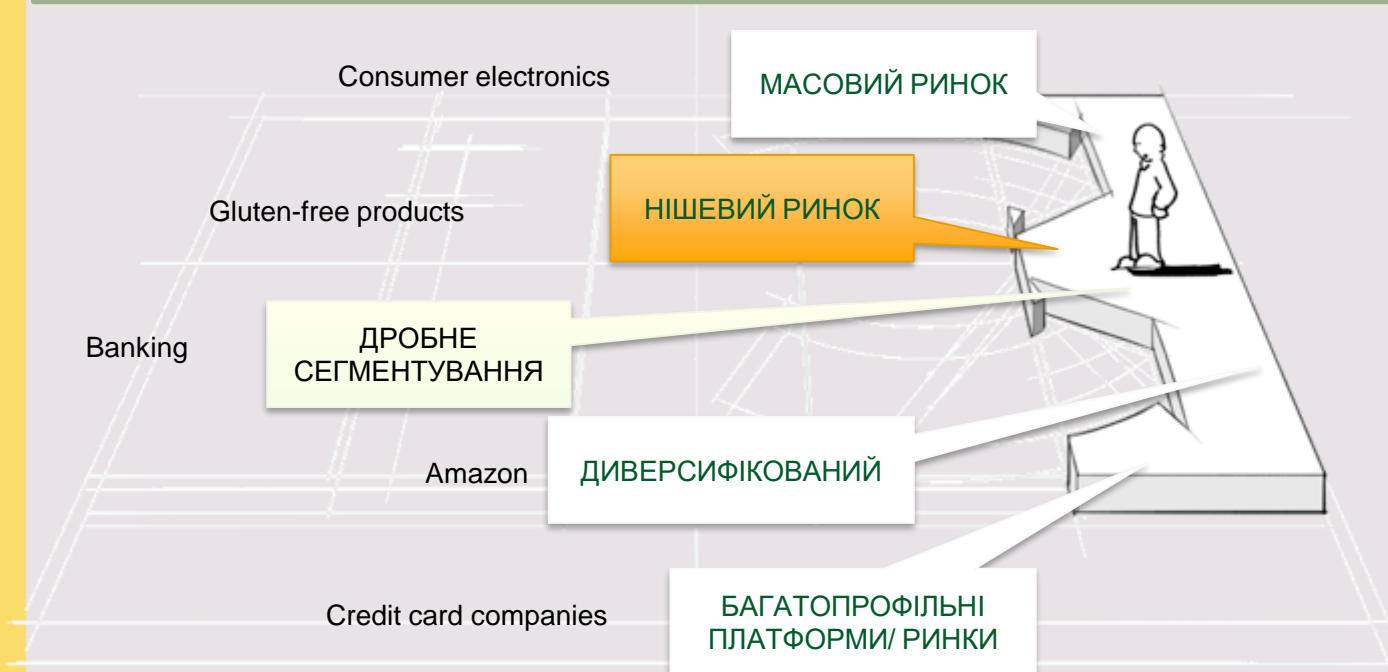 Consumer electronics
МАСОВИЙ РИНОК
Gluten-free products
НІШЕВИЙ РИНОК
Banking
ДРОБНЕ
СЕГМЕНТУВАННЯ
Amazon
ДИВЕРСИФІКОВАНИЙ
Credit card companies
БАГАТОПРОФІЛЬНІ
ПЛАТФОРМИ/ РИНКИ